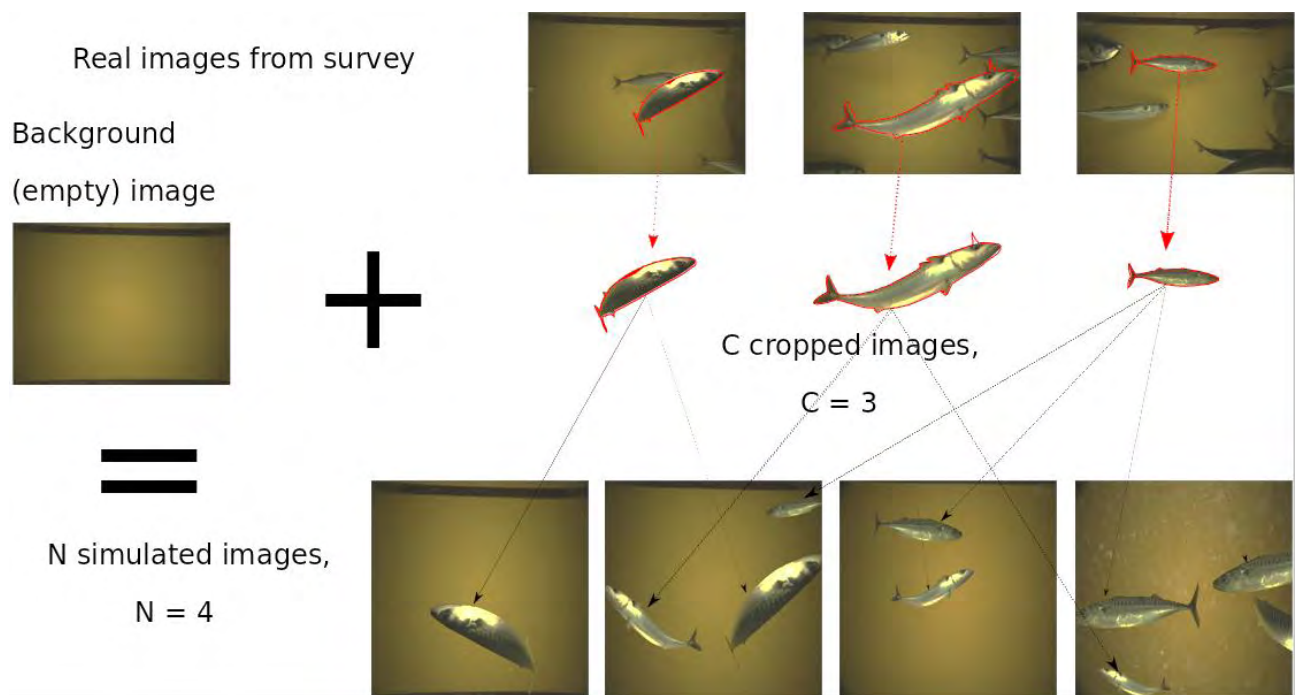 Real images from survey
Background
(empty) image
C cropped images,
C = 3
N simulated images,
N = 4